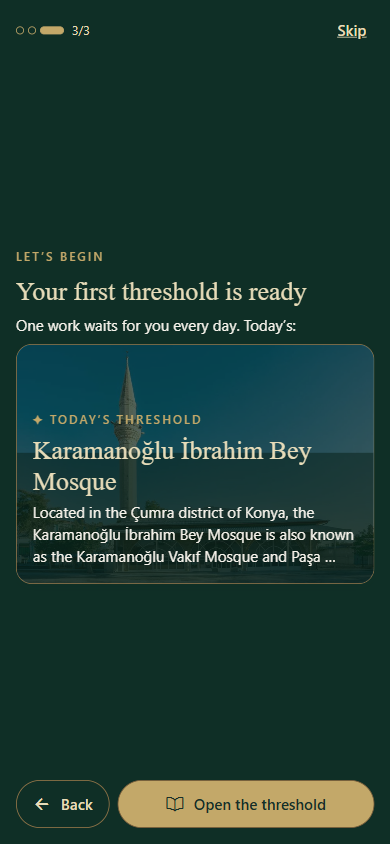 3/3
Skip
LET'S BEGIN
Your first threshold is ready
One work waits for you every day. Today's:
TODAY'S THRESHOLD
Karamanoğlu İbrahim Bey
Mosque
Located in the Çumra district of Konya, the
Karamanoğlu İbrahim Bey Mosque is also known
as the Karamanoğlu Vakıf Mosque and Paşa ...
Back
Open the threshold